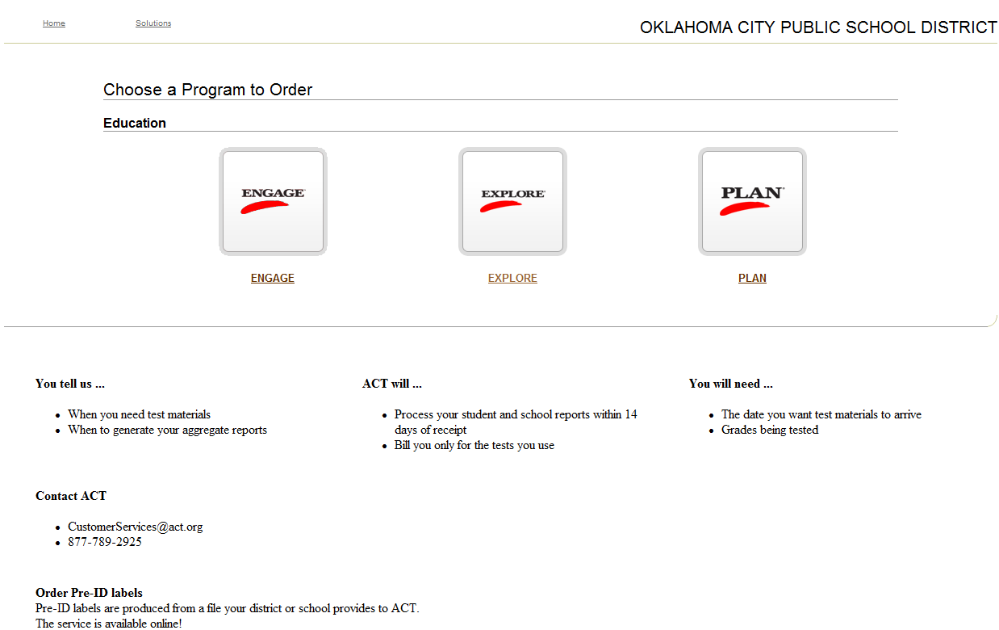 Home Solutions OKLAHOMA CITY PUBLIC SCHOOL DISTRICT
Choose a Program to Order
Education
ENGAGE EXPLORE PLAN
ENGAGE EXPLORE PLAN
You tell us ...
When you need test materials
When to generate your aggregate reports
ACT will ...
Process your student and school reports within 14
days of receipt
Bill you only for the tests you use
You will need ...
The date you want test materials to arrive
Grades being tested
Contact ACT
CustomerServices@act.org
877-789-2925
Order Pre-ID labels
Pre-ID labels are produced from a file your district or school provides to ACT.
The service is available online!